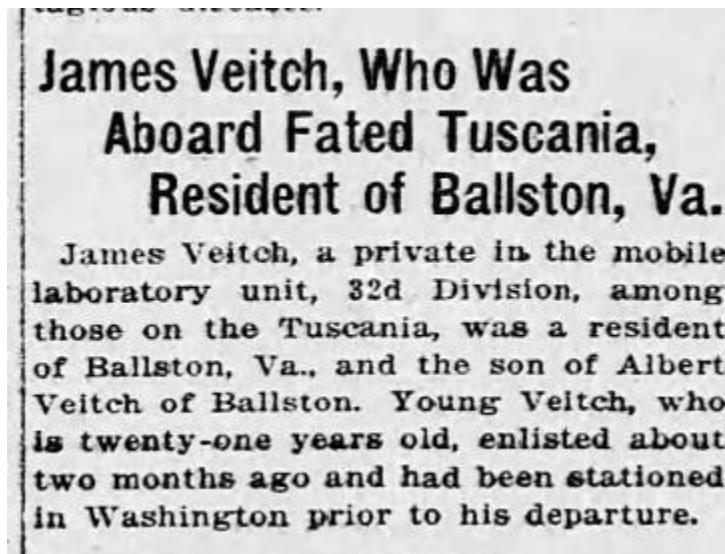 James Veitch, Who Was
Aboard Fated Tuscania,
Resident of Ballston, Va.
James Veitch, a private in the mobile
laboratory unit, 32d Division, among
those on the Tuscania, was a resident
of Ballston, Va., and the son of Albert
Veitch of Ballston. Young Veitch, who
is twenty-one years old, enlisted about
two months ago and had been stationed
in Washington prior to his departure.